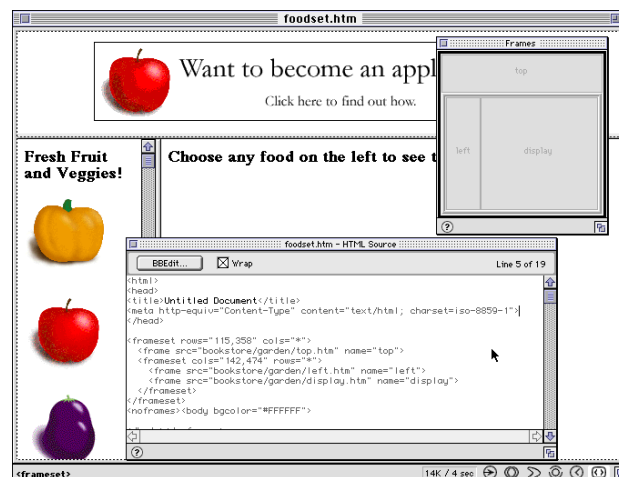 foodset.htm
Want to become an appl
Click here to find out how.
Frames
top
left
display
?
Fresh Fruit
and Veggies!
Choose any food on the left to see t
foodset.htm - HTML Source
BBEdit...
Wrap
Line 5 of 19
<html>
<head>
<title>Untitled Document</title>
<meta http-equiv="Content-Type" content="text/html; charset=iso-8859-1">
</head>
<frameset rows="115,358" cols="*">
<frame src="bookstore/garden/top.htm" name="top">
<frameset cols="142,474" rows="*">
<frame src="bookstore/garden/left.htm" name="left">
<frame src="bookstore/garden/display.htm" name="display">
</frameset>
</frameset>
<noframes><body bgcolor="#FFFFFF">
?
<frameset>
14K / 4 sec